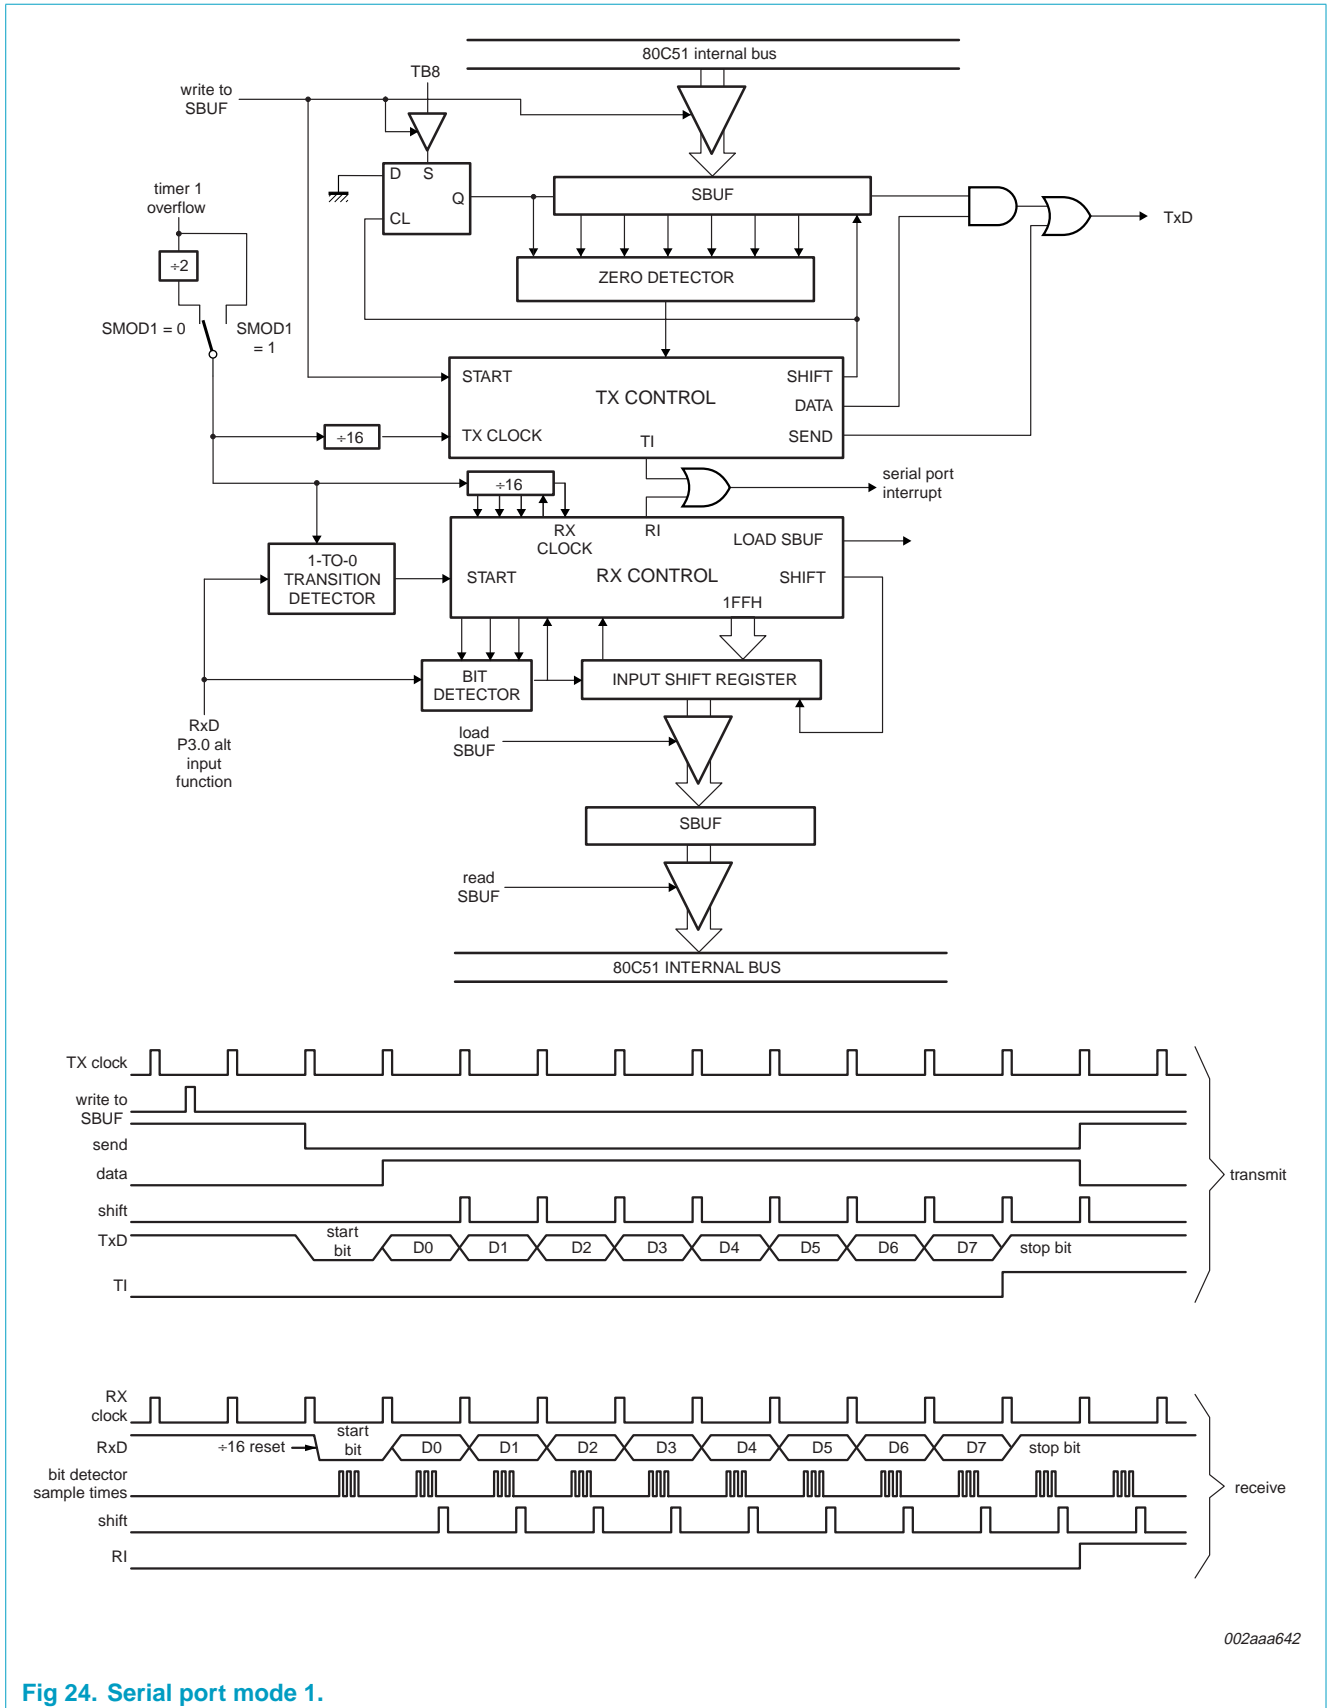 80C51 internal bus
TB8
write to
SBUF
D
S
Q
CL
SBUF
timer 1
overflow
÷2
TxD
ZERO DETECTOR
SMOD1 = 0
SMOD1
= 1
START
SHIFT
TX CONTROL
DATA
÷16
TX CLOCK
TI
SEND
serial port
interrupt
÷16
RX
CLOCK
RI
LOAD SBUF
1-TO-0
TRANSITION
DETECTOR
START
RX CONTROL
SHIFT
1FFH
BIT
DETECTOR
INPUT SHIFT REGISTER
RxD
P3.0 alt
input
function
load
SBUF
SBUF
read
SBUF
80C51 INTERNAL BUS
TX clock
write to
SBUF
send
data
transmit
shift
TxD
start
bit
D0
D1
D2
D3
D4
D5
D6
D7
stop bit
TI
RX
clock
RxD
÷16 reset
start
bit
D0
D1
D2
D3
D4
D5
D6
D7
stop bit
bit detector
sample times
receive
shift
RI
002aaa642
Fig 24. Serial port mode 1.